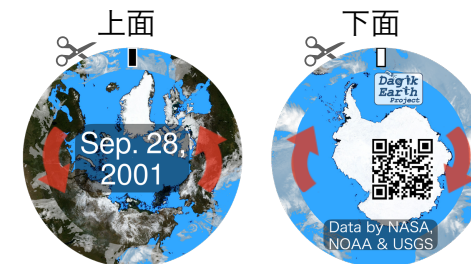 上面
下面
Sep. 28,
2001
Dagik
Earth
Project
Data by NASA,
NOAA & USGS